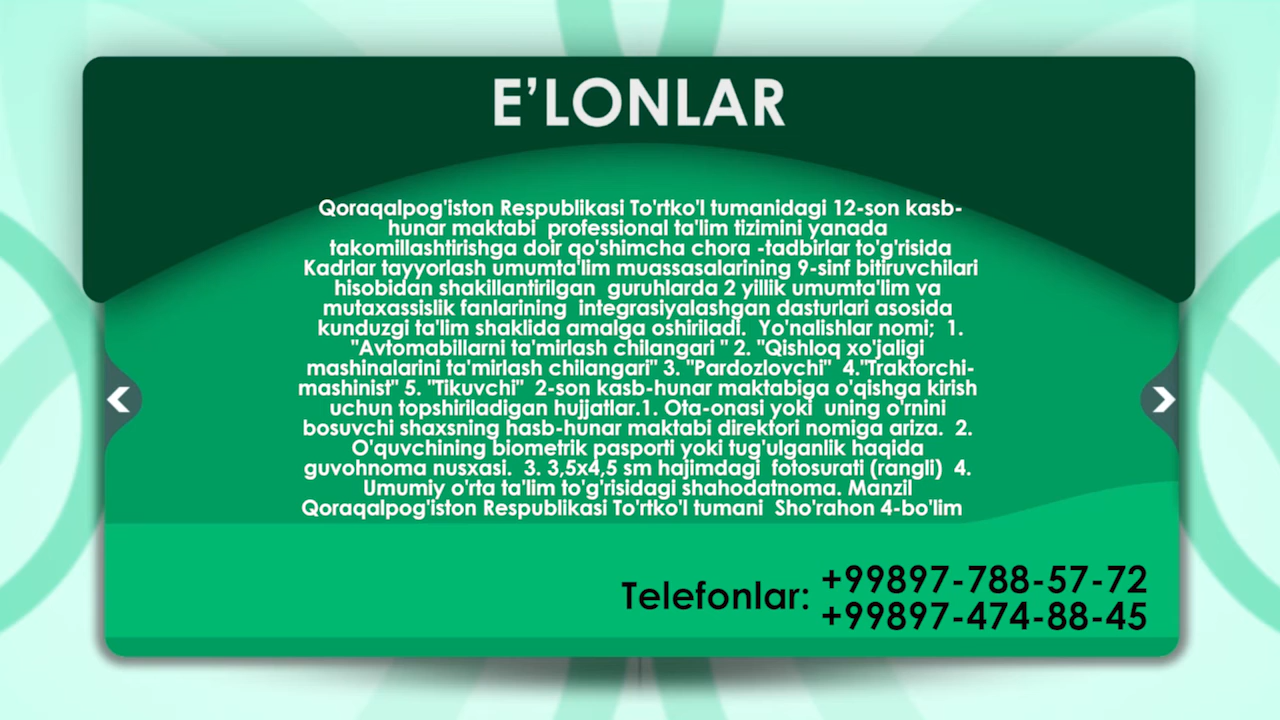 E’LONLAR
Qoraqalpog'iston Respublikasi To'rtko'l tumanidagi 12-son kasb-
hunar maktabi  professional ta'lim tizimini yanada
takomillashtirishga doir qo'shimcha chora -tadbirlar to'g'risida
Kadrlar tayyorlash umumta'lim muassasalarining 9-sinf bitiruvchilari
hisobidan shakillantirilgan  guruhlarda 2 yillik umumta'lim va
mutaxassislik fanlarining  integrasiyalashgan dasturlari asosida
kunduzgi ta'lim shaklida amalga oshiriladi.  Yo'nalishlar nomi;  1.
"Avtomabillarni ta'mirlash chilangari " 2. "Qishloq xo'jaligi
mashinalarini ta'mirlash chilangari" 3. "Pardozlovchi"  4."Traktorchi-
mashinist" 5. "Tikuvchi"  2-son kasb-hunar maktabiga o'qishga kirish
uchun topshiriladigan hujjatlar.1. Ota-onasi yoki  uning o'rnini
bosuvchi shaxsning hasb-hunar maktabi direktori nomiga ariza.  2.
O'quvchining biometrik pasporti yoki tug'ulganlik haqida
guvohnoma nusxasi.  3. 3,5x4,5 sm hajimdagi  fotosurati (rangli)  4.
Umumiy o'rta ta'lim to'g'risidagi shahodatnoma. Manzil
Qoraqalpog'iston Respublikasi To'rtko'l tumani  Sho'rahon 4-bo'lim
Telefonlar: +99897-788-57-72
+99897-474-88-45